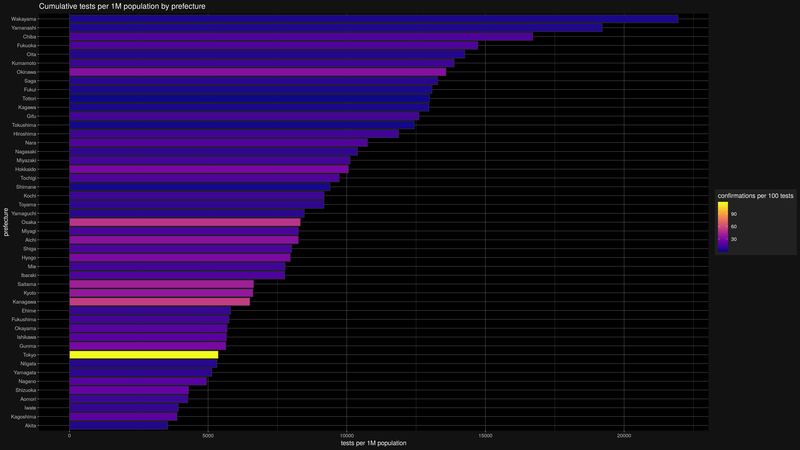 Cumulative tests per 1M population by prefecture
prefecture
Wakayama
Yamanashi
Chiba
Fukuoka
Oita
Kumamoto
Okinawa
Saga
Fukui
Tottori
Kagawa
Gifu
Tokushima
Hiroshima
Nara
Nagasaki
Miyazaki
Hokkaido
Tochigi
Shimane
Kochi
Toyama
Yamaguchi
Osaka
Miyagi
Aichi
Shiga
Hyogo
Mie
Ibaraki
Saitama
Kyoto
Kanagawa
Ehime
Fukushima
Okayama
Ishikawa
Gunma
Tokyo
Niigata
Yamagata
Nagano
Shizuoka
Aomori
Iwate
Kagoshima
Akita
0 5000 10000 15000 20000
tests per 1M population
confirmations per 100 tests
90
60
30